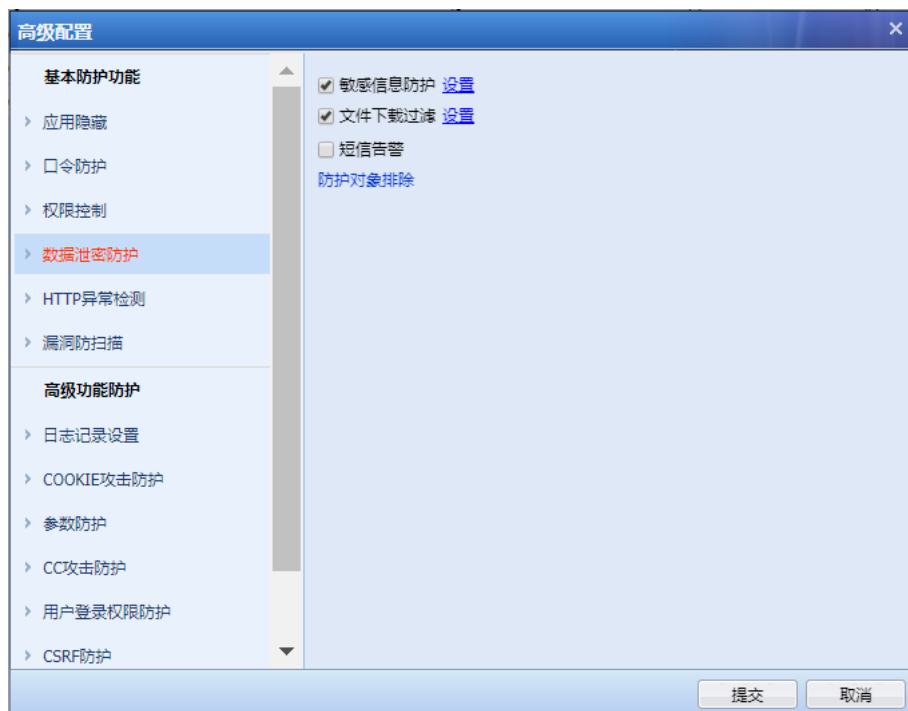 高级配置
基本防护功能
应用隐藏
口令防护
权限控制
数据泄密防护
HTTP异常检测
漏洞防扫描
高级功能防护
日志记录设置
COOKIE攻击防护
参数防护
CC攻击防护
用户登录权限防护
CSRF防护
敏感信息防护 设置
文件下载过滤 设置
短信告警
防护对象排除
提交 取消